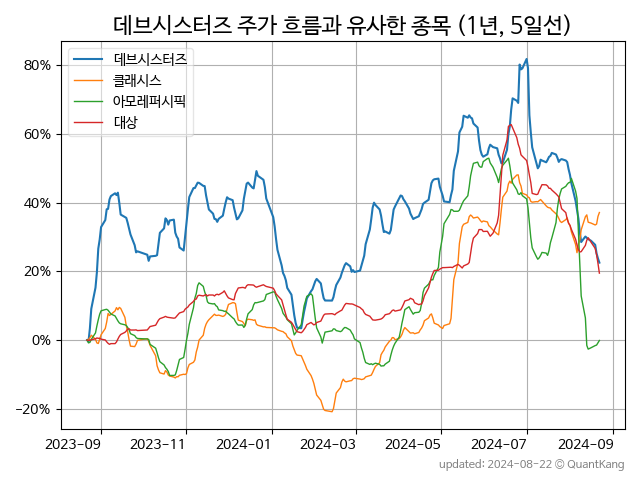 데브시스터즈 주가 흐름과 유사한 종목 (1년, 5일선)
데브시스터즈
클래시스
아모레퍼시픽
대상
80%
60%
40%
20%
0%
−20%
2023-09 2023-11 2024-01 2024-03 2024-05 2024-07 2024-09
updated: 2024-08-22 © QuantKang